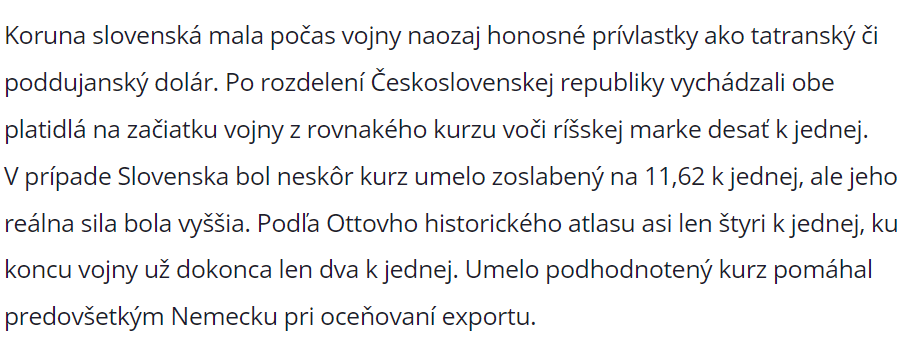 Koruna slovenská mala počas vojny naozaj honosné prívlastky ako tatranský či
poddujanský dolár. Po rozdelení Československej republiky vychádzali obe
platidlá na začiatku vojny z rovnakého kurzu voči ríšskej marke desať k jednej.
V prípade Slovenska bol neskôr kurz umelo zoslabený na 11,62 k jednej, ale jeho
reálna sila bola vyššia. Podľa Ottovho historického atlasu asi len štyri k jednej, ku
koncu vojny už dokonca len dva k jednej. Umelo podhodnotený kurz pomáhal
predovšetkým Nemecku pri oceňovaní exportu.